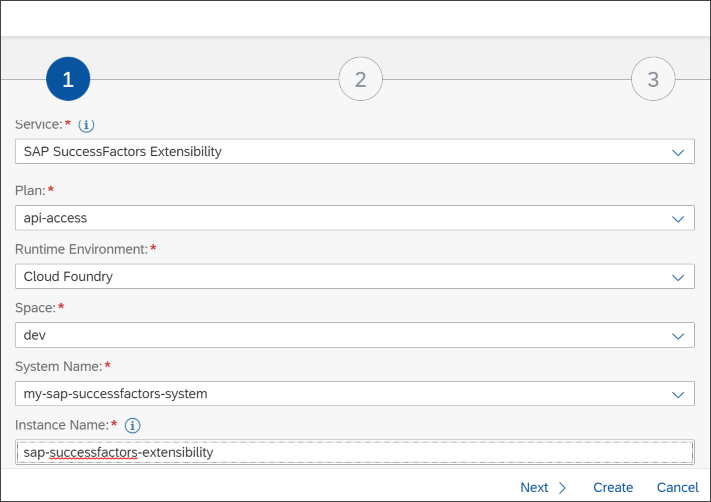 1 2 3
Service:*
SAP SuccessFactors Extensibility
Plan:*
api-access
Runtime Environment:*
Cloud Foundry
Space:*
dev
System Name:*
my-sap-successfactors-system
Instance Name:*
sap-successfactors-extensibility
Next Create Cancel